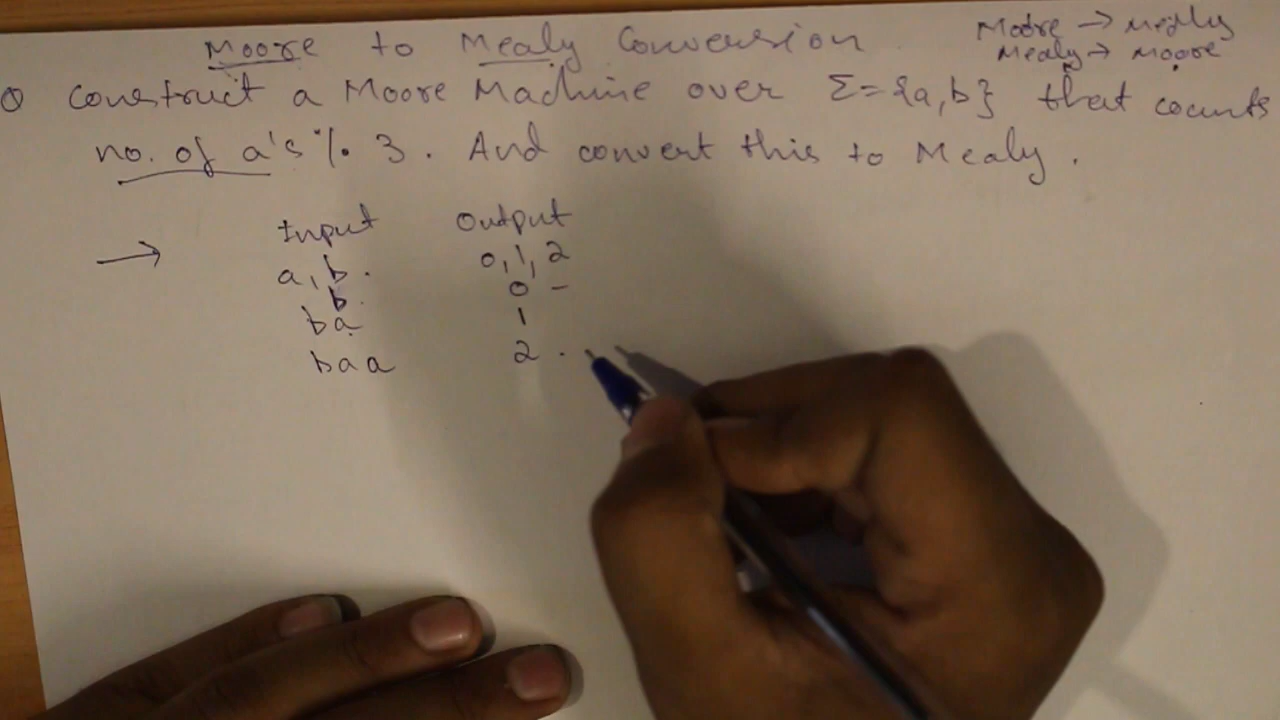 Moore to Mealy Conversion
Moore → Mealy
Mealy → Moore
Construct a Moore Machine over Σ={a,b} that counts
no. of a's % 3. And convert this to Mealy.
→ Input Output
a,b. 0,1,2
b. 0 -
ba 1
baa 2.